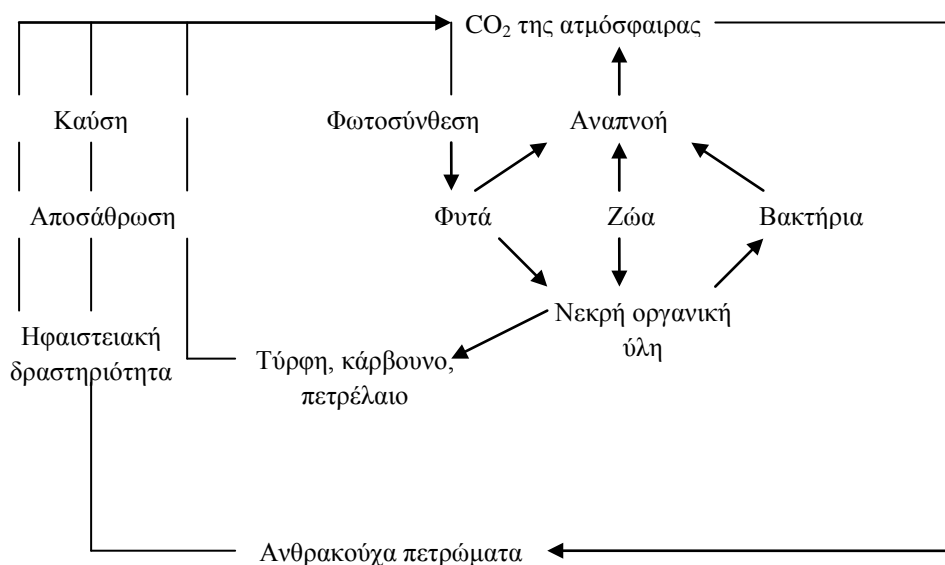 CO₂ της ατμόσφαιρας
Καύση
Φωτοσύνθεση
Αναπνοή
Αποσάθρωση
Φυτά
Ζώα
Βακτήρια
Ηφαιστειακή
δραστηριότητα
Τύρφη, κάρβουνο,
πετρέλαιο
Νεκρή οργανική
ύλη
Ανθρακούχα πετρώματα